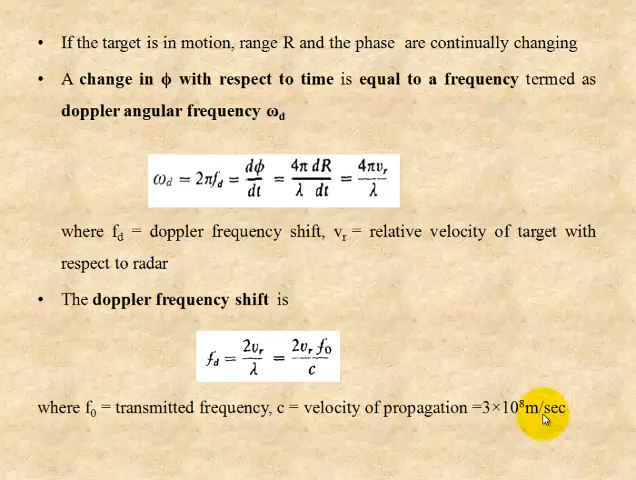 • If the target is in motion, range R and the phase are continually changing
• A change in ϕ with respect to time is equal to a frequency termed as
doppler angular frequency ω_d
ω_d = 2πf_d = dϕ/dt = 4π/λ dR/dt = 4πv_r/λ
where f_d = doppler frequency shift, v_r = relative velocity of target with
respect to radar
• The doppler frequency shift is
f_d = 2v_r/λ = 2v_r f_0/c
where f_0 = transmitted frequency, c = velocity of propagation =3×10⁸m/sec